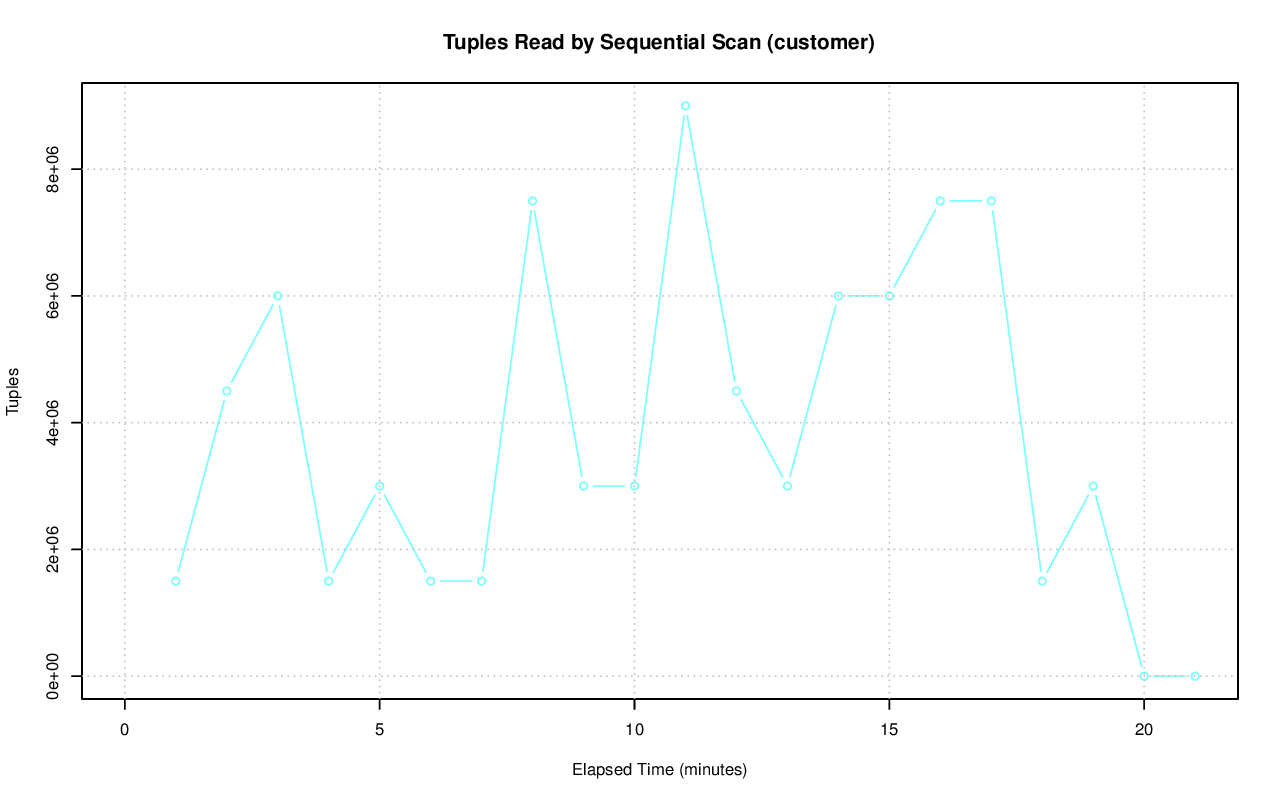 Tuples Read by Sequential Scan (customer)
Tuples
8e+06
6e+06
4e+06
2e+06
0e+00
0 5 10 15 20
Elapsed Time (minutes)